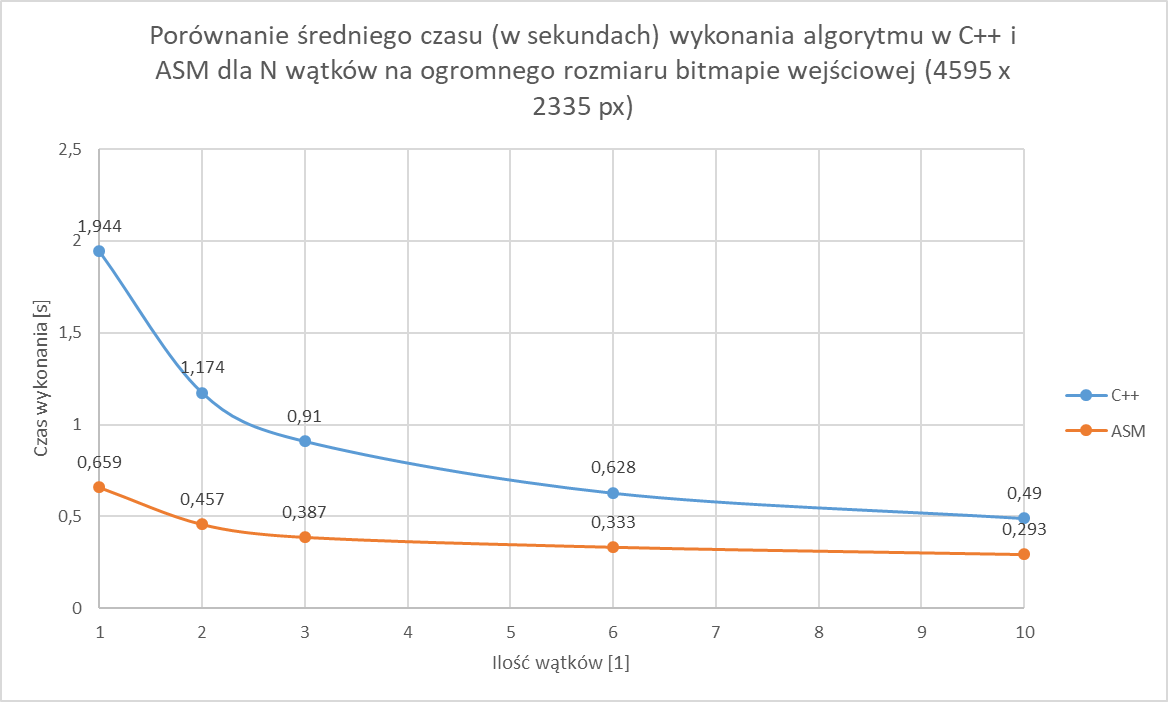 Porównanie średniego czasu (w sekundach) wykonania algorytmu w C++ i
ASM dla N wątków na ogromnego rozmiaru bitmapie wejściowej (4595 x
2335 px)
2,5
1,944
2
1,5
1,174
0,91
1
0,659
0,628
0,457
0,387
0,5
0,333
0,49
0,293
0
Czas wykonania [s]
1 2 3 4 5 6 7 8 9 10
Ilość wątków [1]
C++
ASM